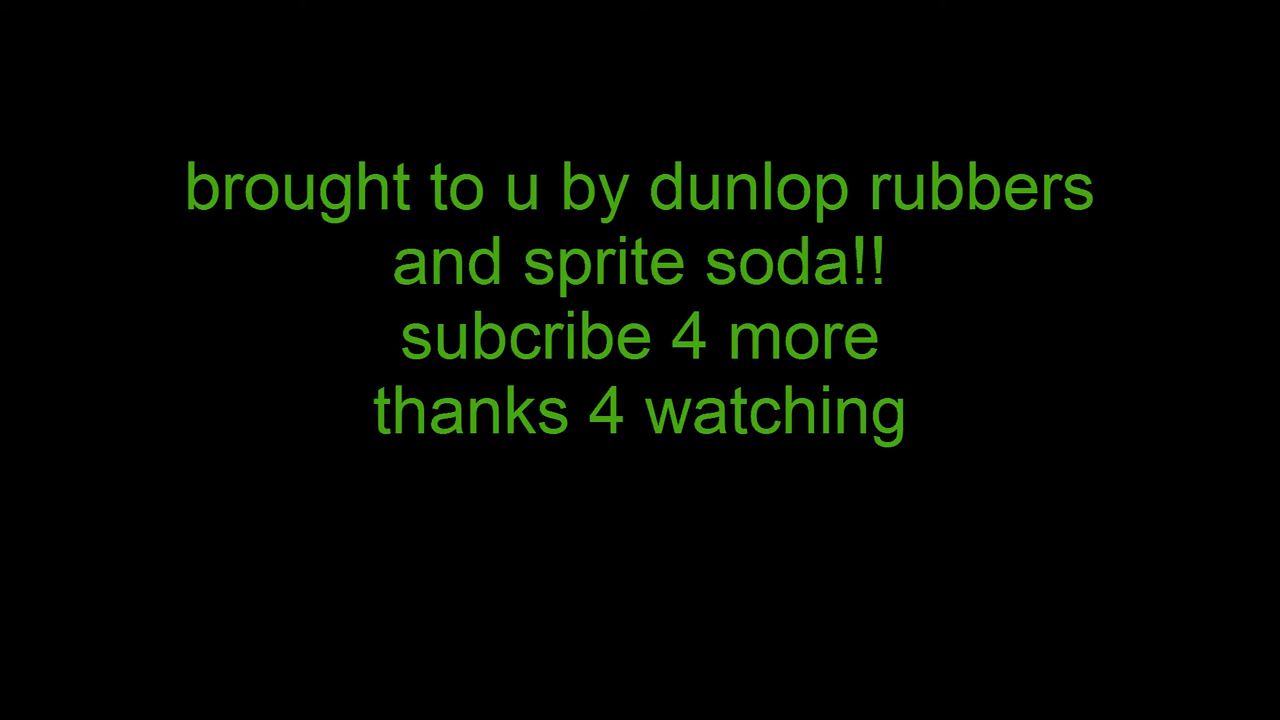 brought to u by dunlop rubbers
and sprite soda!!
subcribe 4 more
thanks 4 watching